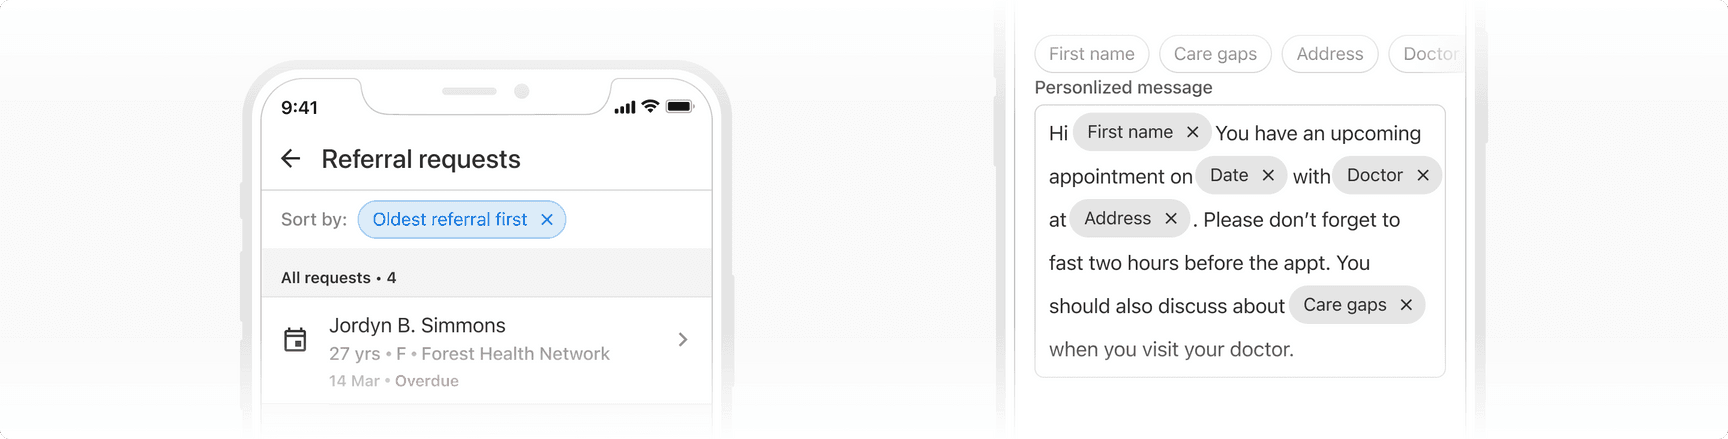 9:41
Referral requests
Sort by: Oldest referral first ×
All requests • 4
Jordyn B. Simmons
27 yrs • F • Forest Health Network
14 Mar • Overdue
First name Care gaps Address Doctor
Personlized message
Hi First name × You have an upcoming
appointment on Date × with Doctor ×
at Address × . Please don’t forget to
fast two hours before the appt. You
should also discuss about Care gaps ×
when you visit your doctor.